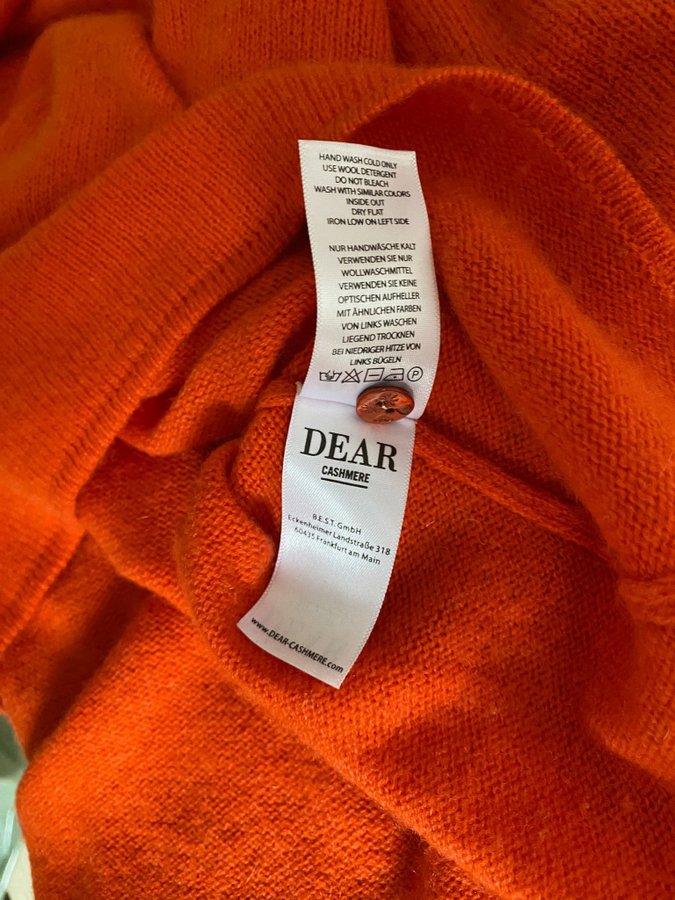 HAND WASH COLD ONLY
USE WOOL DETERGENT
DO NOT BLEACH
WASH WITH SIMILAR COLORS
INSIDE OUT
DRY FLAT
IRON LOW ON LEFT SIDE
NUR HANDWÄSCHE KALT
VERWENDEN SIE NUR
WOLLWASCHMITTEL
VERWENDEN SIE KEINE
OPTISCHEN AUFHELLER
MIT ÄHNLICHEN FARBEN
VON LINKS WASCHEN
LIEGEND TROCKNEN
BEI NIEDRIGER HITZE VON
LINKS BÜGELN
P
DEAR
CASHMERE
B.E.S.T. GmbH
Eckenheimer Landstraße 318
60435 Frankfurt am Main
www.DEAR-CASHMERE.com